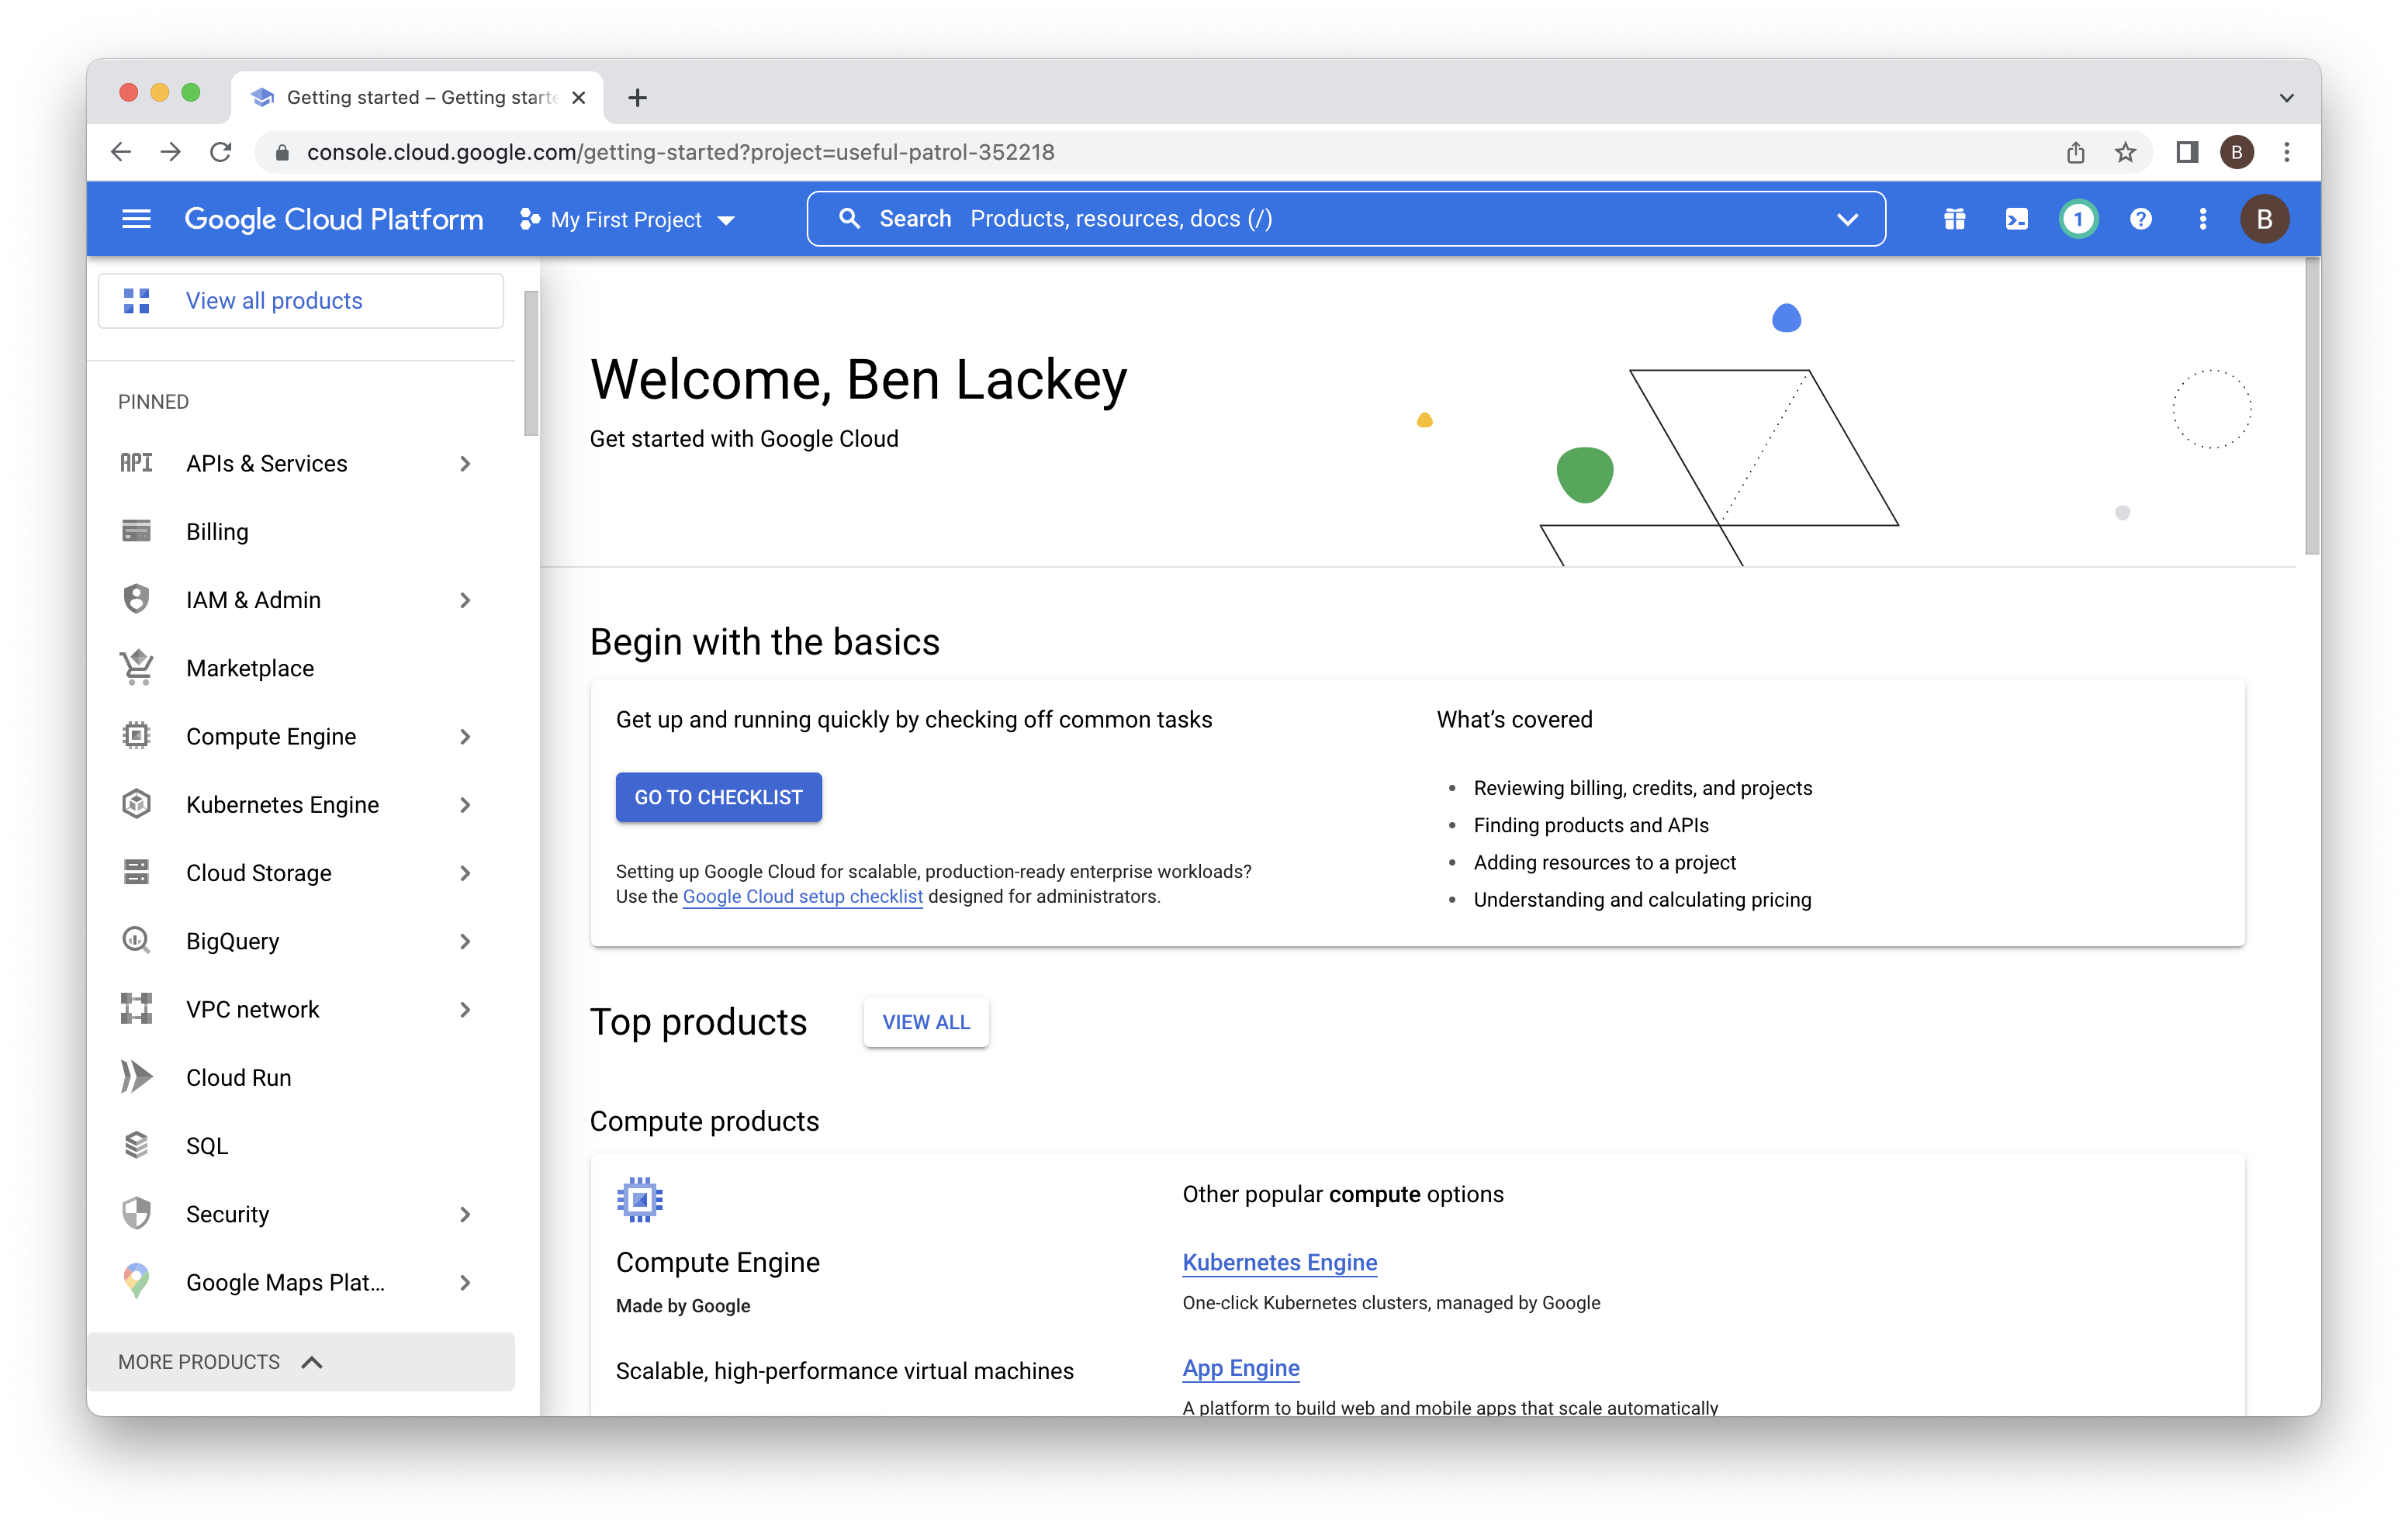 Getting started – Getting starte
console.cloud.google.com/getting-started?project=useful-patrol-352218
B
Google Cloud Platform
My First Project
Search Products, resources, docs (/)
1
?
B
View all products
PINNED
API APIs & Services
Billing
IAM & Admin
Marketplace
Compute Engine
Kubernetes Engine
Cloud Storage
BigQuery
VPC network
Cloud Run
SQL
Security
Google Maps Plat...
MORE PRODUCTS
Welcome, Ben Lackey
Get started with Google Cloud
Begin with the basics
Get up and running quickly by checking off common tasks
GO TO CHECKLIST
Setting up Google Cloud for scalable, production-ready enterprise workloads?
Use the Google Cloud setup checklist designed for administrators.
What’s covered
• Reviewing billing, credits, and projects
• Finding products and APIs
• Adding resources to a project
• Understanding and calculating pricing
Top products
VIEW ALL
Compute products
Compute Engine
Made by Google
Scalable, high-performance virtual machines
Other popular compute options
Kubernetes Engine
One-click Kubernetes clusters, managed by Google
App Engine
A platform to build web and mobile apps that scale automatically